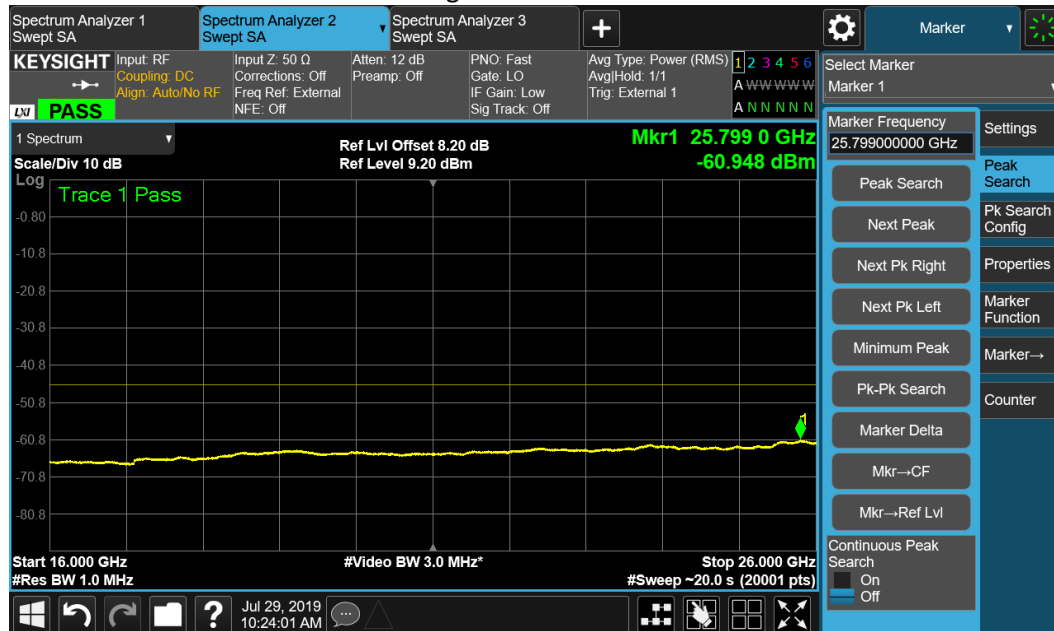 Spectrum Analyzer 1
Swept SA
Spectrum Analyzer 2
Swept SA
Spectrum Analyzer 3
Swept SA
+
Marker
KEYSIGHT
LXI PASS
Input: RF
Coupling: DC
Align: Auto/No RF
Input Z: 50 Ω
Corrections: Off
Freq Ref: External
NFE: Off
Atten: 12 dB
Preamp: Off
PNO: Fast
Gate: LO
IF Gain: Low
Sig Track: Off
Avg Type: Power (RMS)
Avg|Hold: 1/1
Trig: External 1
1 2 3 4 5 6
A W W W W W
A N N N N N
Select Marker
Marker 1
1 Spectrum
Scale/Div 10 dB
Ref Lvl Offset 8.20 dB
Ref Level 9.20 dBm
Mkr1 25.799 0 GHz
-60.948 dBm
Log
Trace 1 Pass
-0.80
-10.8
-20.8
-30.8
-40.8
-50.8
-60.8
-70.8
-80.8
1
Start 16.000 GHz
#Res BW 1.0 MHz
#Video BW 3.0 MHz*
Stop 26.000 GHz
#Sweep ~20.0 s (20001 pts)
Marker Frequency
25.799000000 GHz
Peak Search
Next Peak
Next Pk Right
Next Pk Left
Minimum Peak
Pk-Pk Search
Marker Delta
Mkr→CF
Mkr→Ref Lvl
Continuous Peak
Search
On
Off
Settings
Peak
Search
Pk Search
Config
Properties
Marker
Function
Marker→
Counter
?
Jul 29, 2019
10:24:01 AM